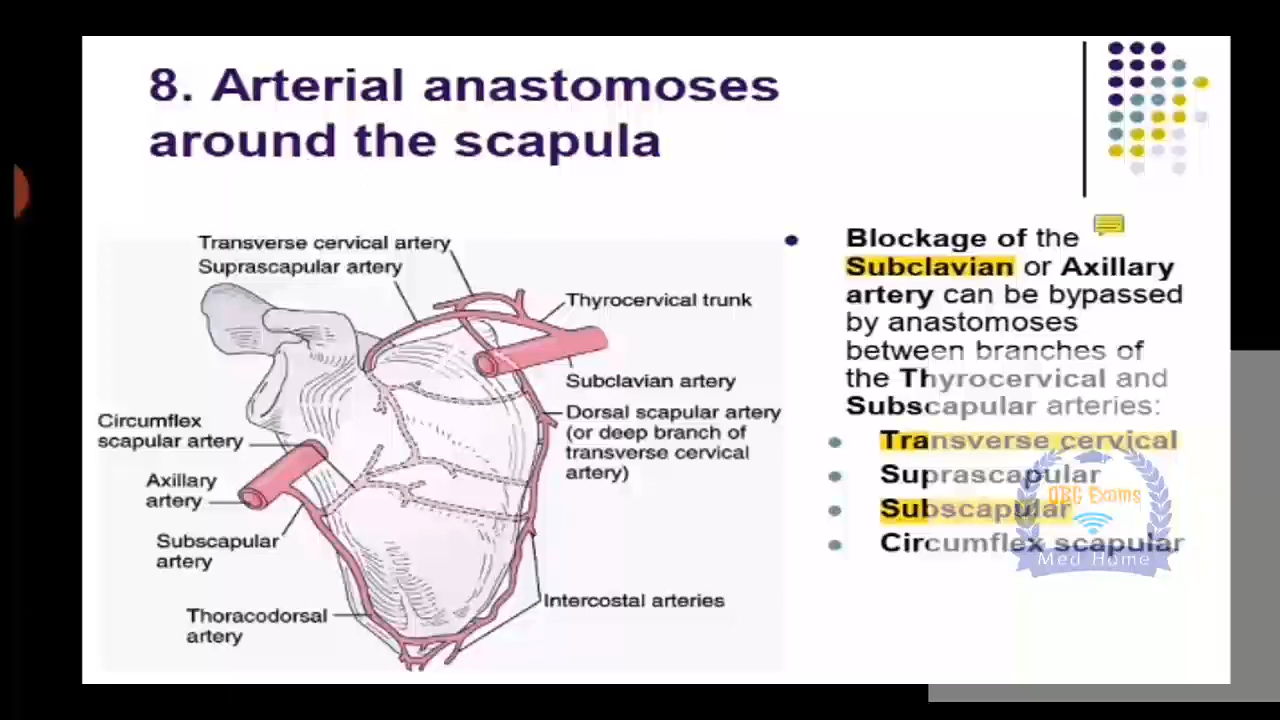 8. Arterial anastomoses
around the scapula
Transverse cervical artery
Suprascapular artery
Thyrocervical trunk
Subclavian artery
Dorsal scapular artery
(or deep branch of
transverse cervical
artery)
Circumflex
scapular artery
Axillary
artery
Subscapular
artery
Thoracodorsal
artery
Intercostal arteries
Blockage of the
Subclavian or Axillary
artery can be bypassed
by anastomoses
between branches of
the Thyrocervical and
Subscapular arteries:
Transverse cervical
Suprascapular
Subscapular
Circumflex scapular
Exams
Med Home